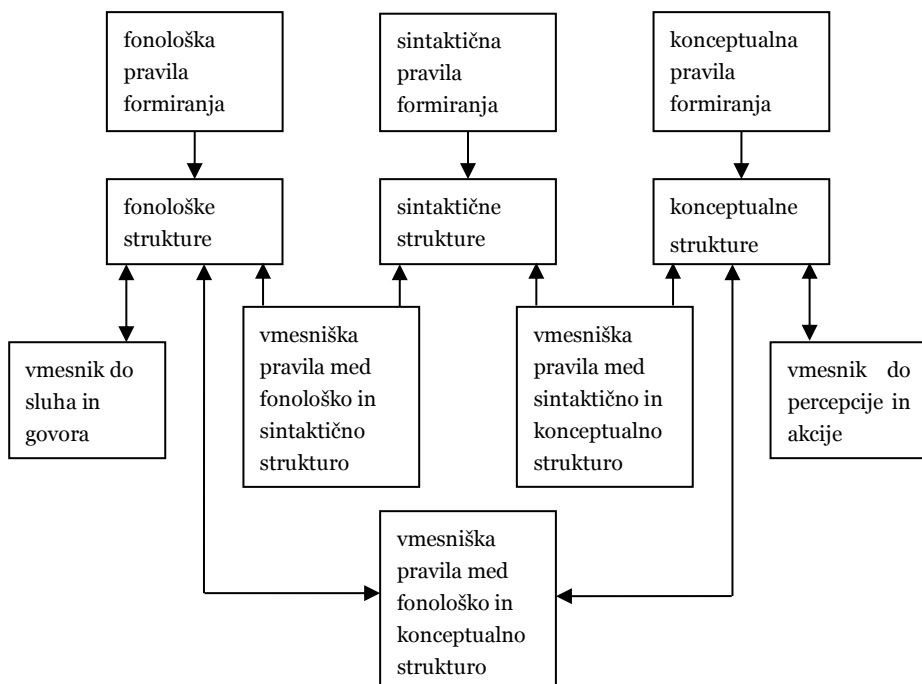 fonološka
pravila
formiranja
sintaktična
pravila
formiranja
konceptualna
pravila
formiranja
fonološke
strukture
sintaktične
strukture
konceptualne
strukture
vmesnik do
sluha in
govora
vmesniška
pravila med
fonološko in
sintaktično
strukturo
vmesniška
pravila med
sintaktično in
konceptualno
strukturo
vmesnik do
percepcije in
akcije
vmesniška
pravila med
fonološko in
konceptualno
strukturo